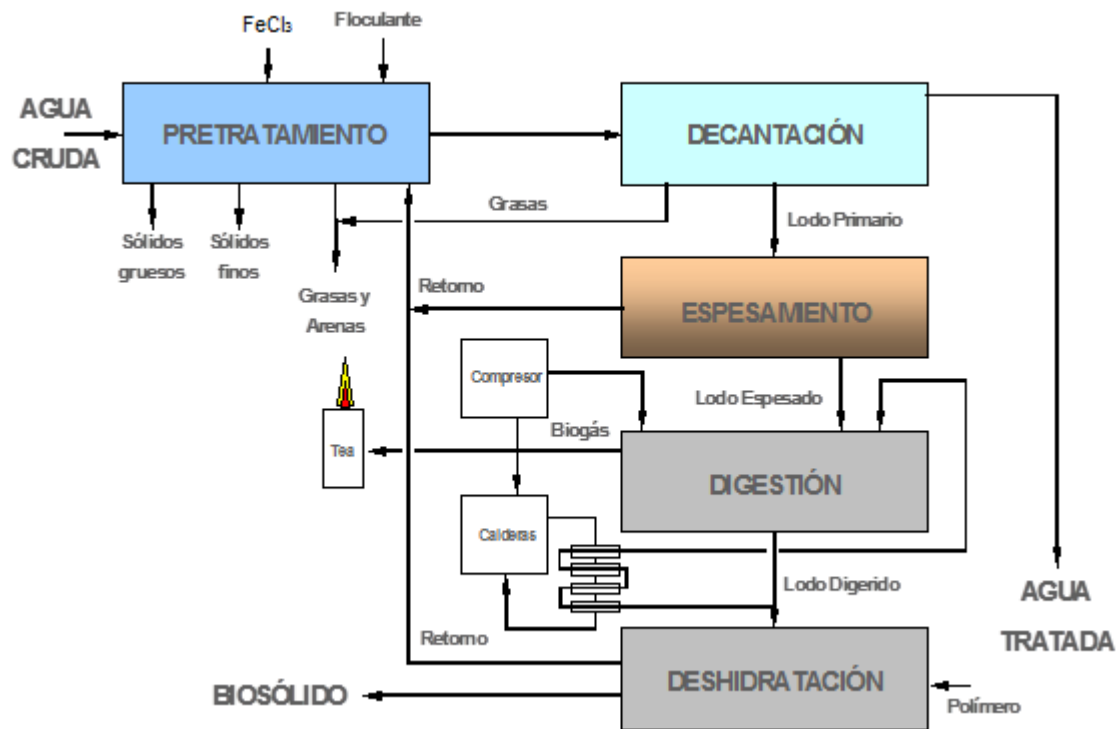 FeCl₃
Floculante
AGUA
CRUDA
PRETRATAMIENTO
DECANTACIÓN
Grasas
Lodo Primario
Sólidos
gruesos
Sólidos
finos
Grasas y
Arenas
Retorno
ESPESAMIENTO
Compresor
Lodo Espesado
Biogás
Tea
DIGESTIÓN
Calderas
Lodo Digerido
AGUA
TRATADA
Retorno
DESHIDRATACIÓN
BIOSÓLIDO
Polímero